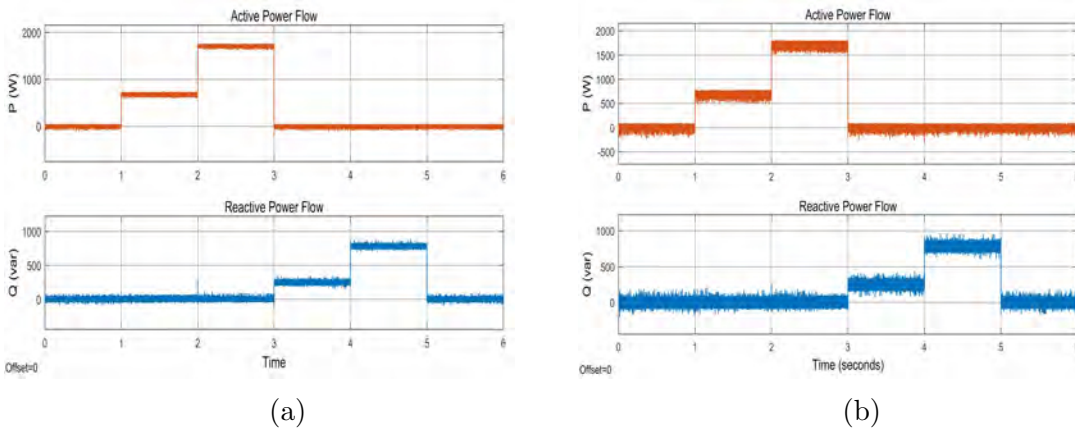 Active Power Flow
2000
1000
0
P (W)
0 1 2 3 4 5 6
Reactive Power Flow
1000
500
0
Q (var)
0 1 2 3 4 5 6
Time
Offset=0
(a)
Active Power Flow
2000
1500
1000
500
0
-500
P (W)
0 1 2 3 4 5
Reactive Power Flow
1000
500
0
Q (var)
0 1 2 3 4 5
Time (seconds)
Offset=0
(b)